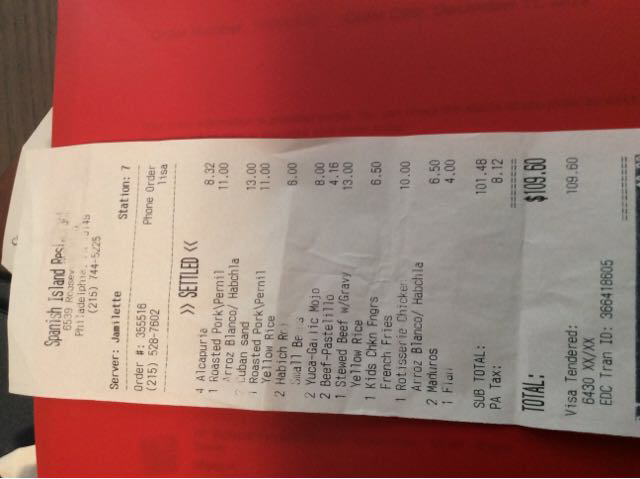 Spanish Island
6539
Philadelphia,
(215) 744-5225
Server: Jamilette
Station: 7
Order #: 355516
Phone Order
(215) 528-7602
lisa
>> SETTLED <<
4 Alcapurria 8.32
1 Roasted Pork\Pernil 11.00
Arroz Blanco/ Habchla
Cuban sand 13.00
1 Roasted Pork\Pernil 11.00
Yellow Rice
2 Habich 6.00
Small
2 Yuca-Garlic Mojo 8.00
2 Beef-Pastelillo 4.16
1 Stewed Beef w/Gravy 13.00
Yellow Rice
1 Kids Chkn Fngrs 6.50
French Fries
1 Rotisserie Chicken 10.00
Arroz Blanco/ Habchla
2 Maduros 6.50
1 Flan 4.00
SUB TOTAL: 101.48
PA Tax: 8.12
TOTAL: $109.60
Visa Tendered: 109.60
6430 XX/XX
EDC Tran ID: 366418605